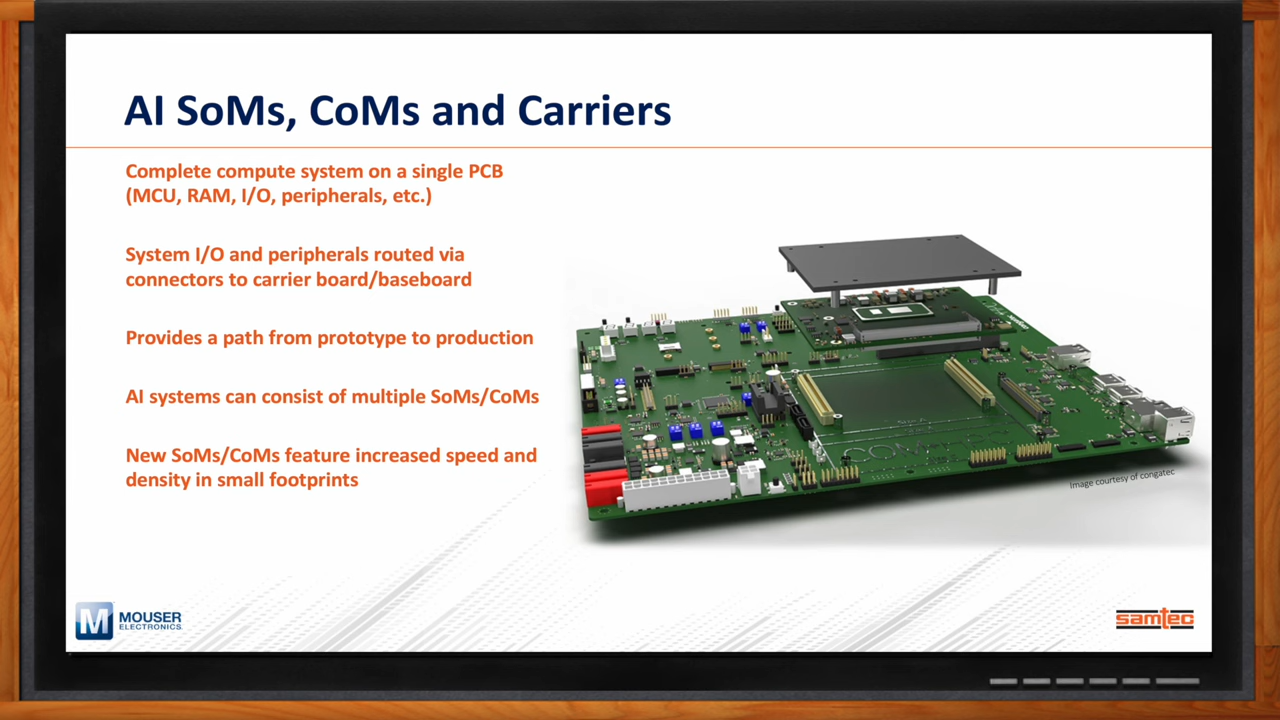 AI SoMs, CoMs and Carriers
Complete compute system on a single PCB
(MCU, RAM, I/O, peripherals, etc.)
System I/O and peripherals routed via
connectors to carrier board/baseboard
Provides a path from prototype to production
AI systems can consist of multiple SoMs/CoMs
New SoMs/CoMs feature increased speed and
density in small footprints
Image courtesy of congatec
M MOUSER
ELECTRONICS
samtec